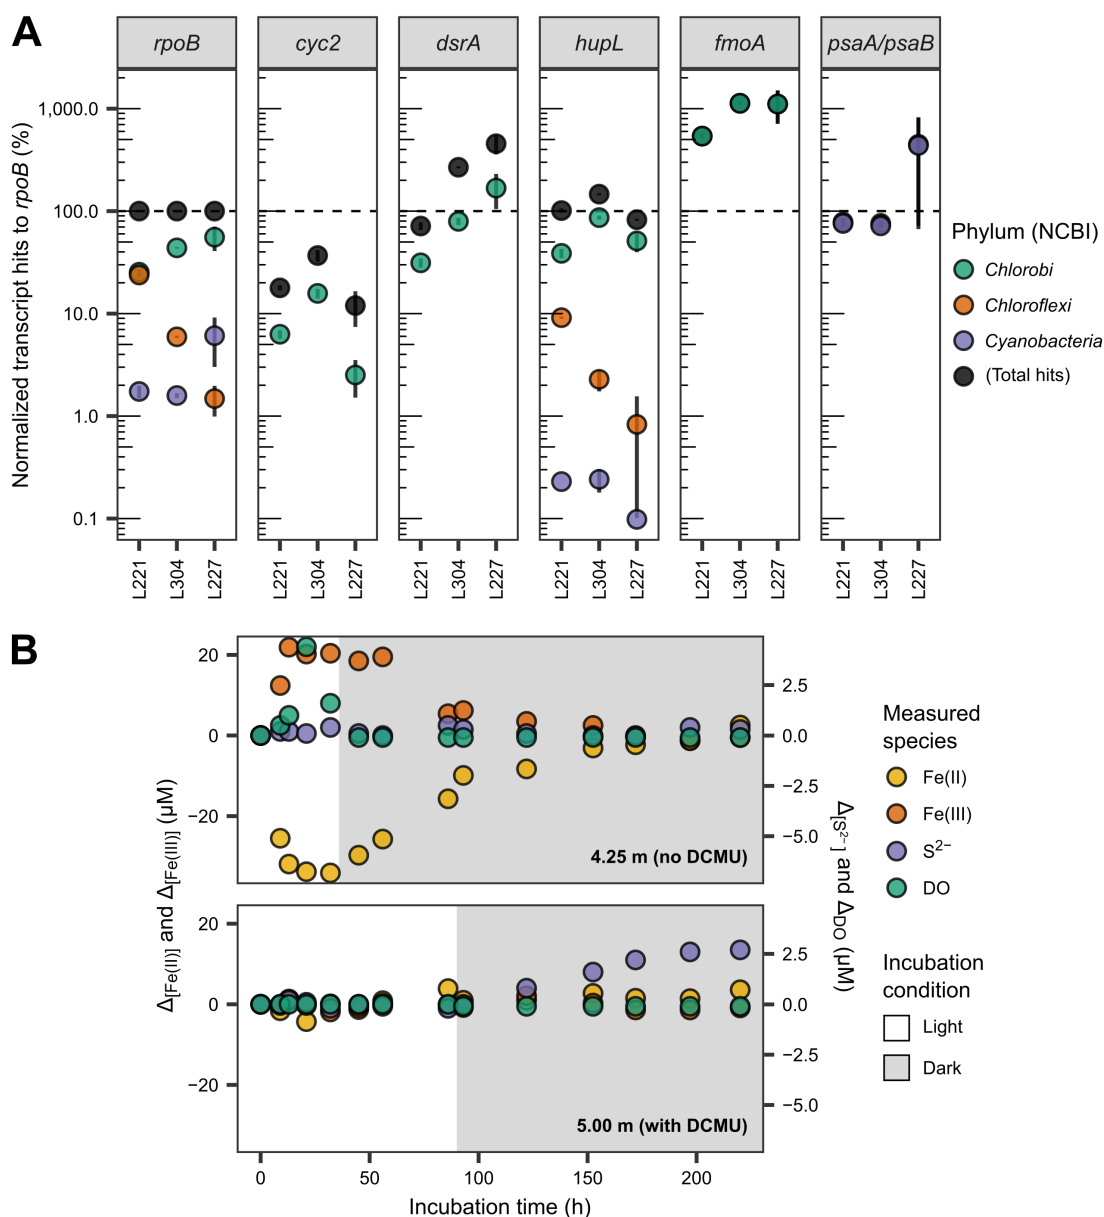 A
rpoB cyc2 dsrA hupL fmoA psaA/psaB
Normalized transcript hits to rpoB (%)
1,000.0
100.0
10.0
1.0
0.1
L221 L304 L227 L221 L304 L227 L221 L304 L227 L221 L304 L227 L221 L304 L227 L221 L304 L227
Phylum (NCBI)
Chlorobi
Chloroflexi
Cyanobacteria
(Total hits)
B
Δ[Fe(II)] and Δ[Fe(III)] (μM)
20
0
−20
2.5
0.0
−2.5
−5.0
4.25 m (no DCMU)
20
0
−20
2.5
0.0
−2.5
−5.0
5.00 m (with DCMU)
Δ[S²⁻] and ΔDO (μM)
0 50 100 150 200
Incubation time (h)
Measured
species
Fe(II)
Fe(III)
S²⁻
DO
Incubation
condition
Light
Dark